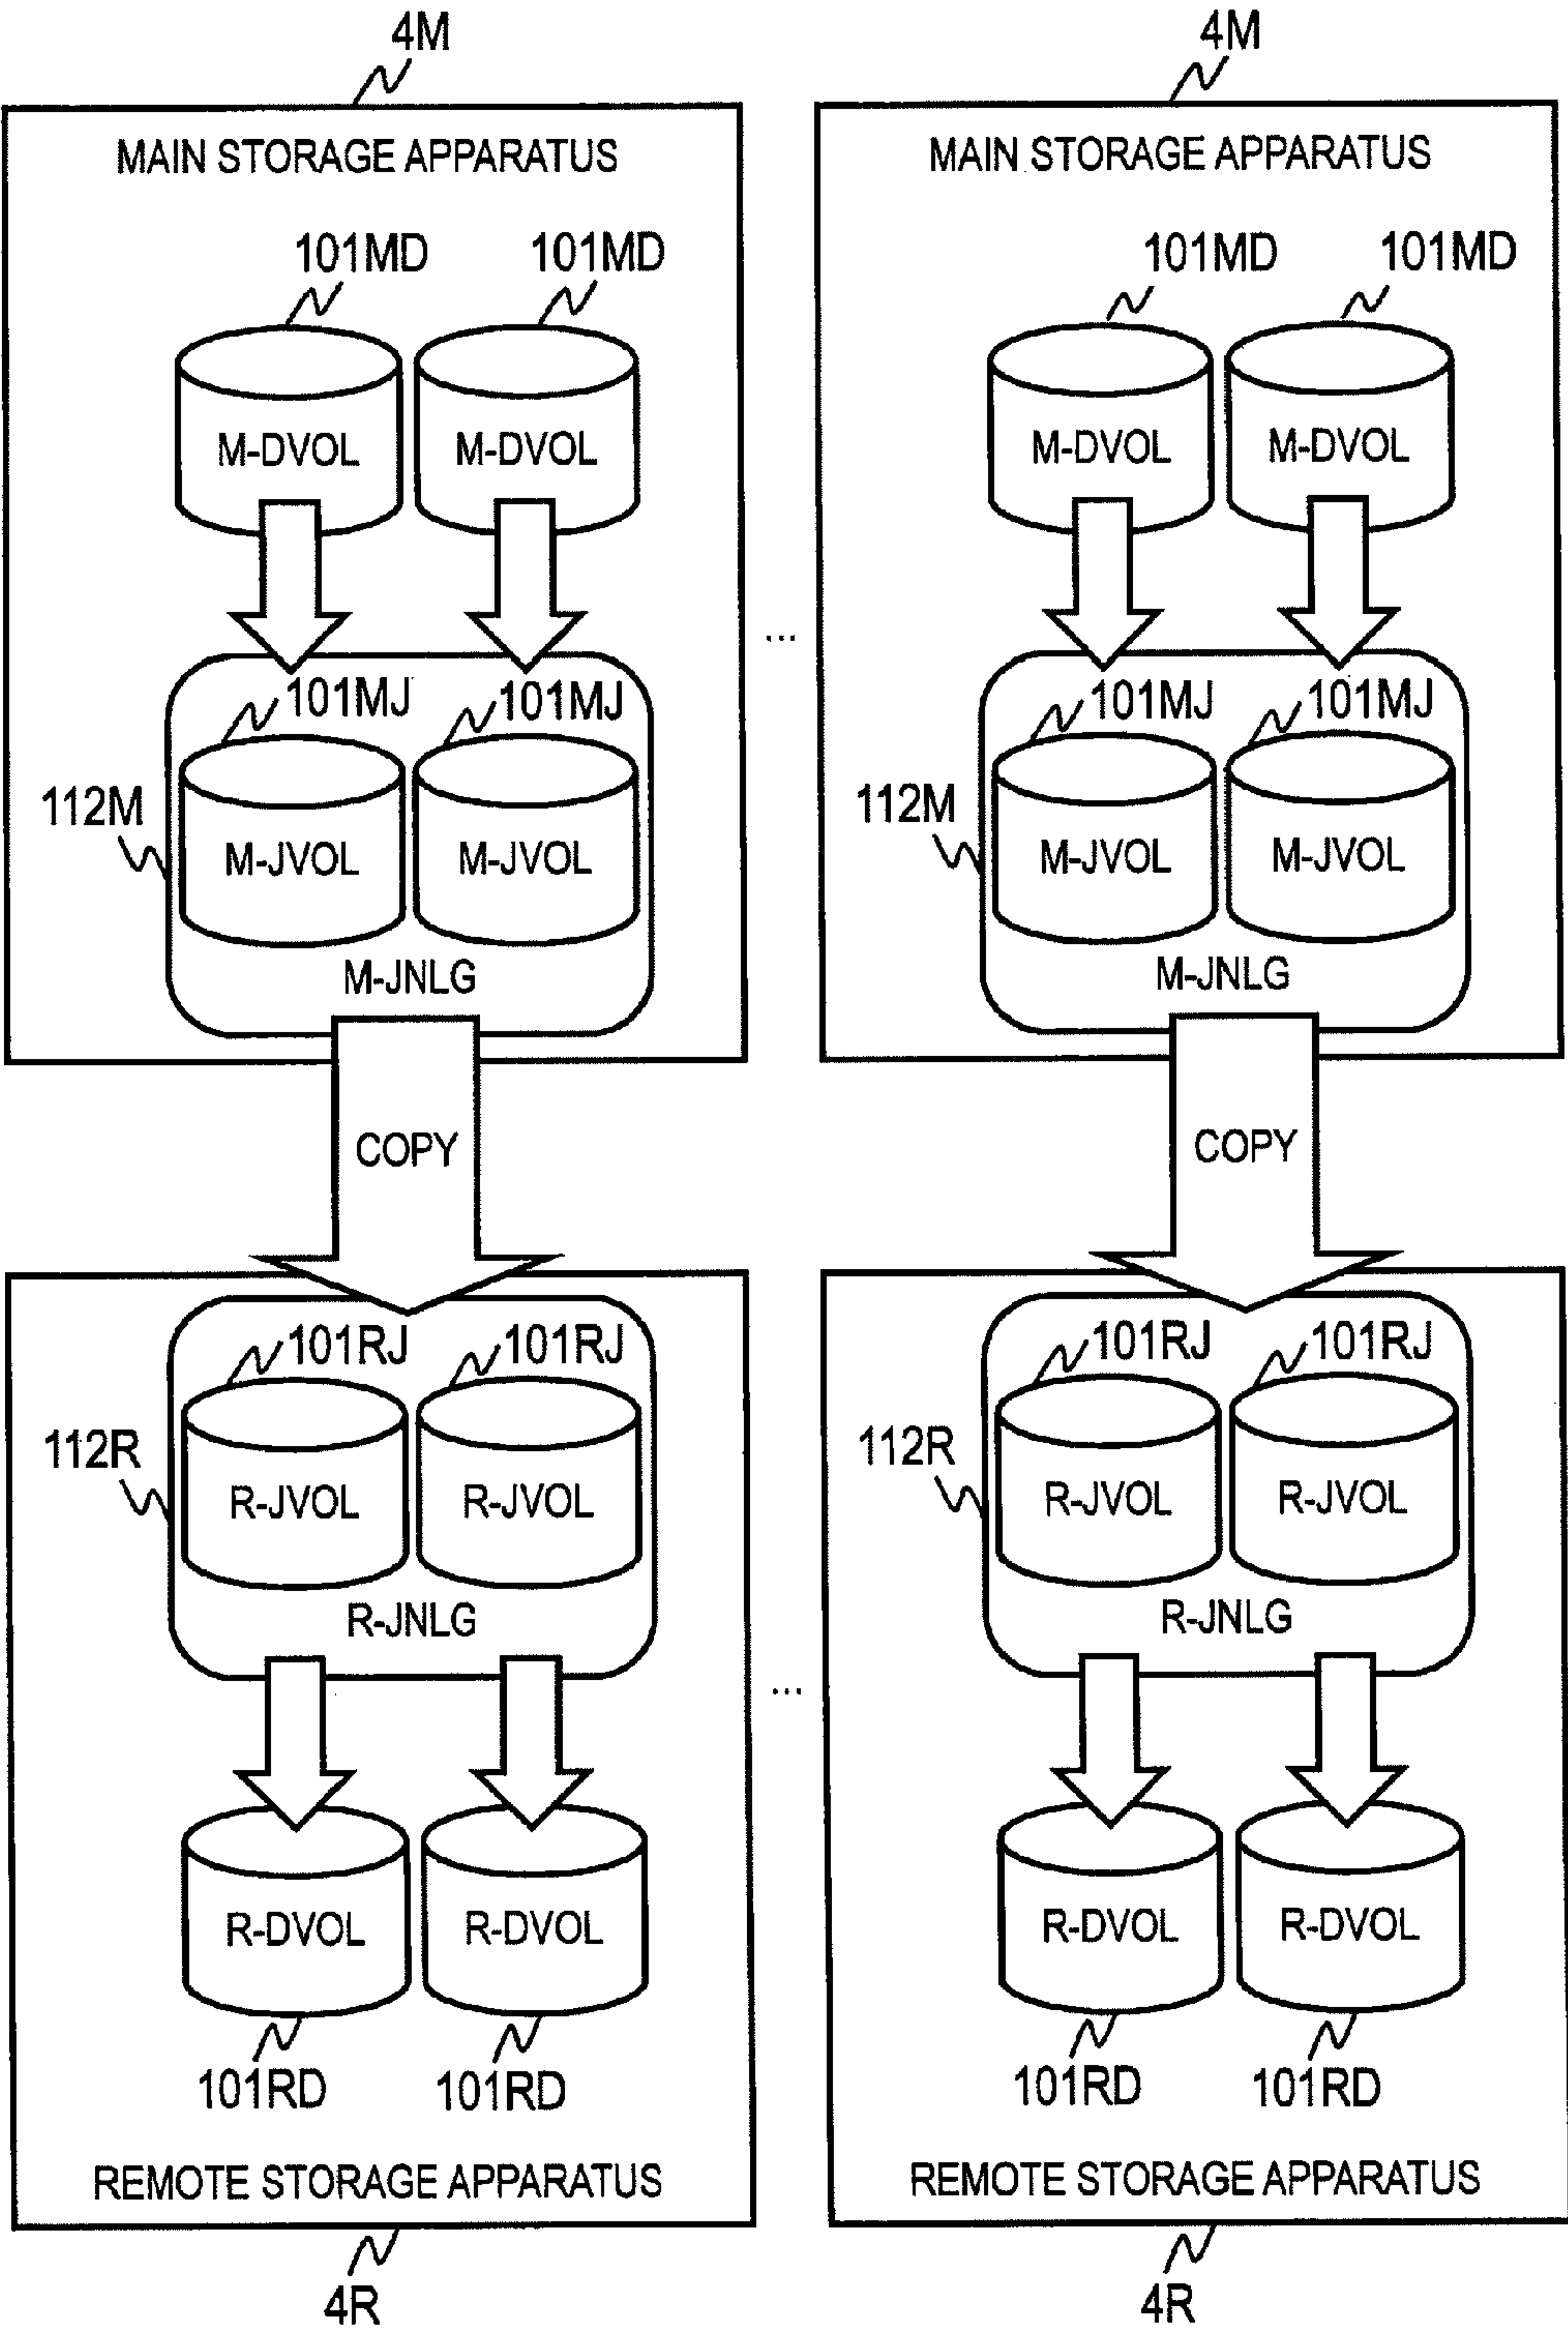 4M 4M
MAIN STORAGE APPARATUS MAIN STORAGE APPARATUS
101MD 101MD 101MD 101MD
M-DVOL M-DVOL M-DVOL M-DVOL
...
101MJ 101MJ 101MJ 101MJ
112M 112M
M-JVOL M-JVOL M-JVOL M-JVOL
M-JNLG M-JNLG
COPY COPY
101RJ 101RJ 101RJ 101RJ
112R 112R
R-JVOL R-JVOL R-JVOL R-JVOL
R-JNLG R-JNLG
...
R-DVOL R-DVOL R-DVOL R-DVOL
101RD 101RD 101RD 101RD
REMOTE STORAGE APPARATUS REMOTE STORAGE APPARATUS
4R 4R